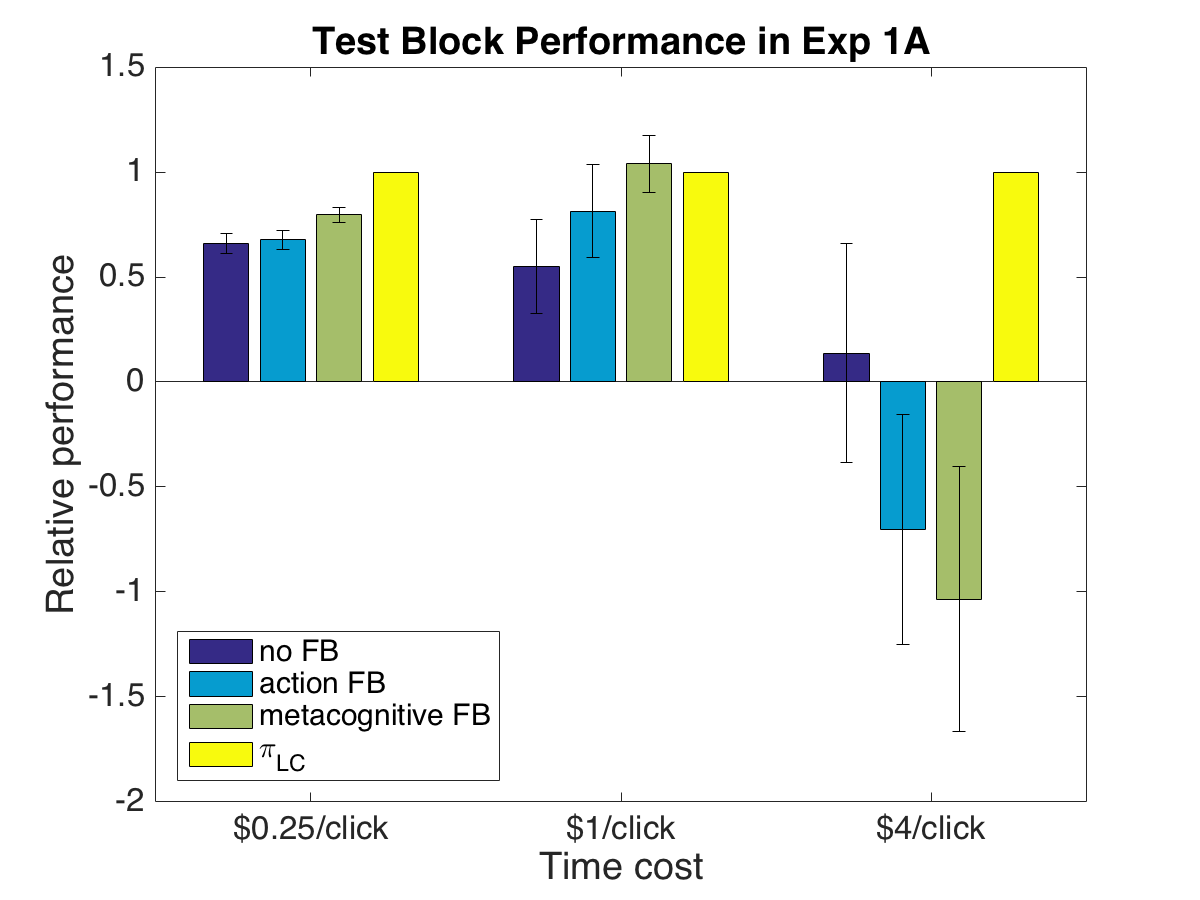 Test Block Performance in Exp 1A
1.5
1
0.5
0
-0.5
-1
-1.5
-2
Relative performance
no FB
action FB
metacognitive FB
π_LC
$0.25/click
$1/click
$4/click
Time cost